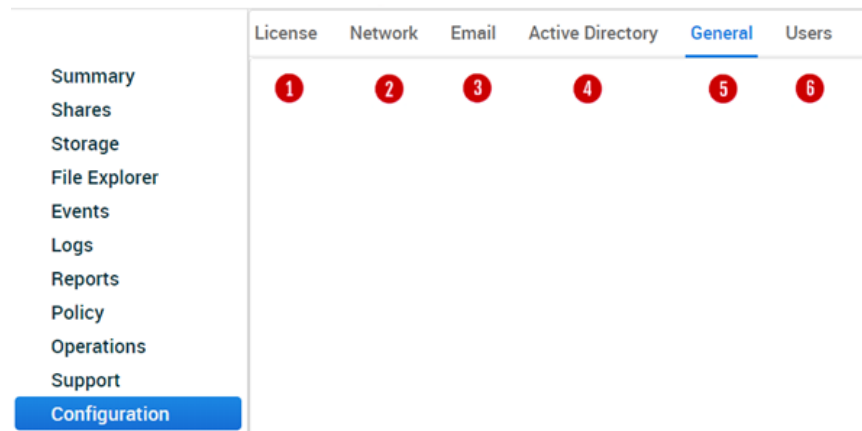 License Network Email Active Directory General Users
1 2 3 4 5 6
Summary
Shares
Storage
File Explorer
Events
Logs
Reports
Policy
Operations
Support
Configuration